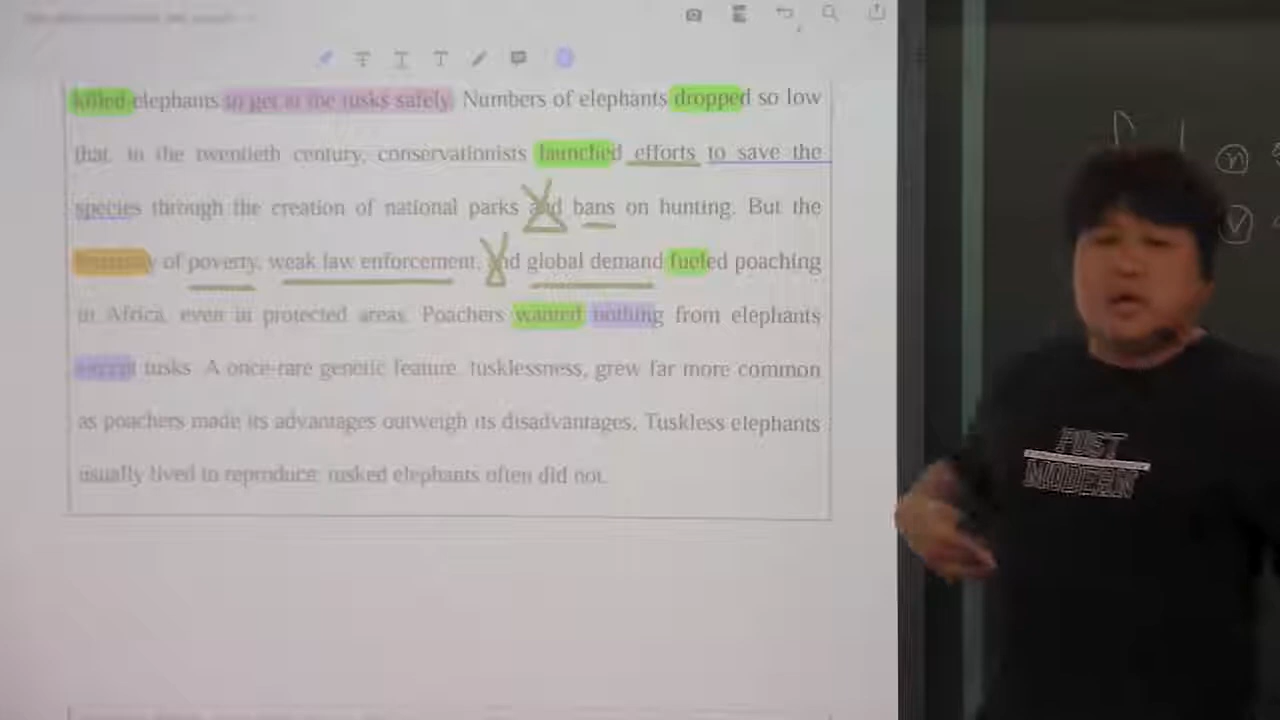 killed elephants to get at the tusks safely. Numbers of elephants dropped so low
that, in the twentieth century, conservationists launched efforts to save the
species through the creation of national parks and bans on hunting. But the
of poverty, weak law enforcement, and global demand fueled poaching
in Africa, even in protected areas. Poachers wanted nothing from elephants
except tusks. A once-rare genetic feature, tusklessness, grew far more common
as poachers made its advantages outweigh its disadvantages. Tuskless elephants
usually lived to reproduce; tusked elephants often did not.
n
V
POST
MODERN